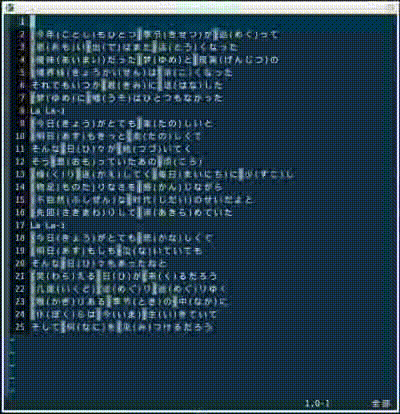 1
2 今年(ことし)もひとつ 季節(きせつ)が 巡(めぐ)って
3 思(おも)い 出(で)はまた 遠(とお)くなった
4 曖昧(あいまい)だった 夢(ゆめ)と 現実(げんじつ)の
5 境界線(きょうかいせん)は 濃(こ)くなった
6 それでもいつか 君(きみ)に 話(はな)した
7 夢(ゆめ)に 嘘(うそ)はひとつもなかった
8 La La~♪
9 今日(きょう)がとても 楽(たの)しいと
10 明日(あす)もきっと 楽(たの)しくて
11 そんな 日(ひ)々が 続(つづ)いてく
12 そう 思(おも)っていたあの 頃(ころ)
13 繰(く)り 返(かえ)してく 毎日(まいにち)に 少(すこ)し
14 物足(ものた)りなさを 感(かん)じながら
15 不自然(ふしぜん)な 時代(じだい)のせいだよと
16 先回(さきまわ)りして 諦(あきら)めていた
17 La La~♪
18 今日(きょう)がとても 悲(かな)しくて
19 明日(あす)もしも 泣(な)いていても
20 そんな 日(ひ)々もあったねと
21 笑(わら)える 日(ひ)が 来(く)るだろう
22 幾度(いくど) 巡(めぐ)り 巡(めぐ)りゆく
23 限(かぎ)りある 季節(とき)の 中(なか)に
24 僕(ぼく)らは 今(いま) 生(い)きていて
25 そして 何(なに)を 見(み)つけるだろう
1,0-1 全部